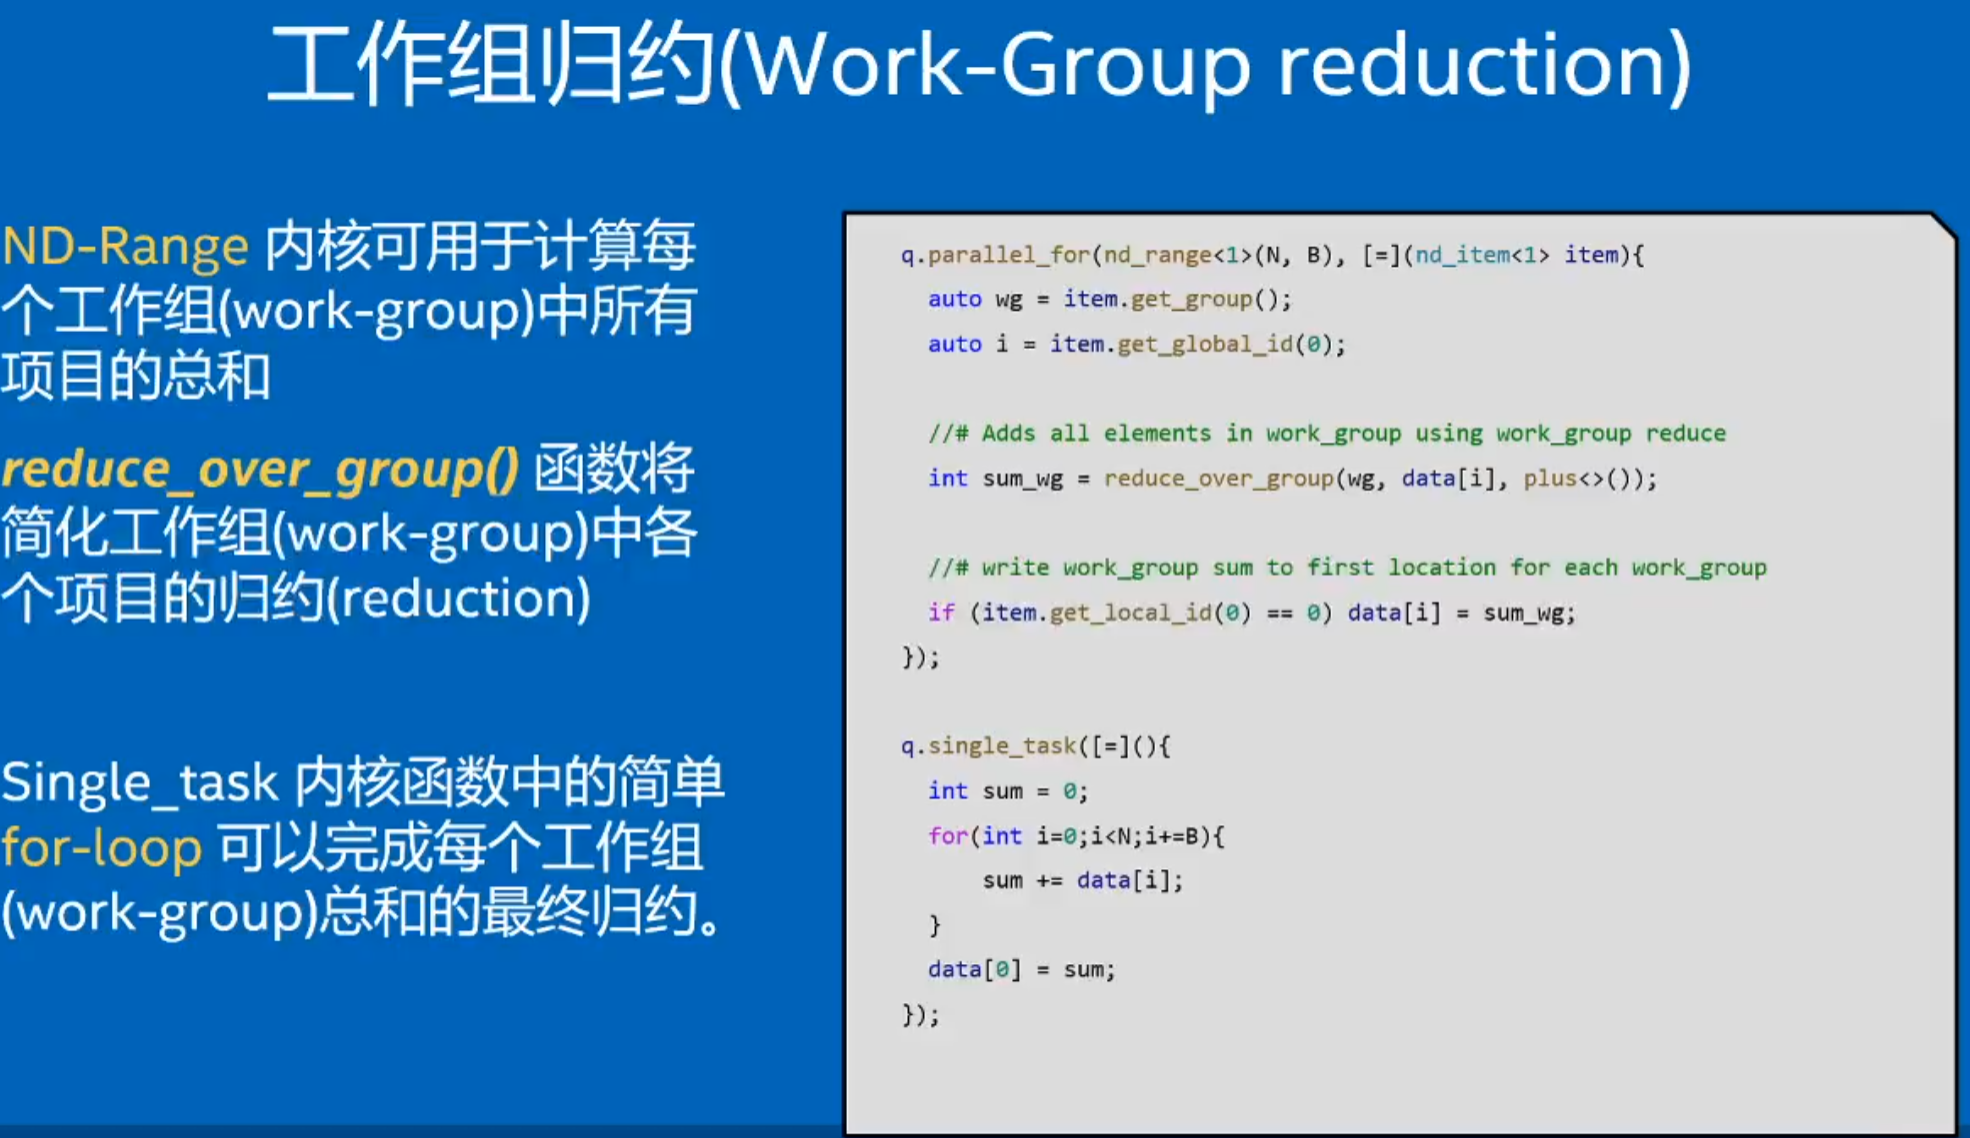 工作组归约(Work-Group reduction)
ND-Range 内核可用于计算每
个工作组(work-group)中所有
项目的总和
reduce_over_group() 函数将
简化工作组(work-group)中各
个项目的归约(reduction)
Single_task 内核函数中的简单
for-loop 可以完成每个工作组
(work-group)总和的最终归约。
q.parallel_for(nd_range<1>(N, B), [=](nd_item<1> item){
auto wg = item.get_group();
auto i = item.get_global_id(0);
//# Adds all elements in work_group using work_group reduce
int sum_wg = reduce_over_group(wg, data[i], plus<>());
//# write work_group sum to first location for each work_group
if (item.get_local_id(0) == 0) data[i] = sum_wg;
});
q.single_task([=](){
int sum = 0;
for(int i=0;i<N;i+=B){
sum += data[i];
}
data[0] = sum;
});